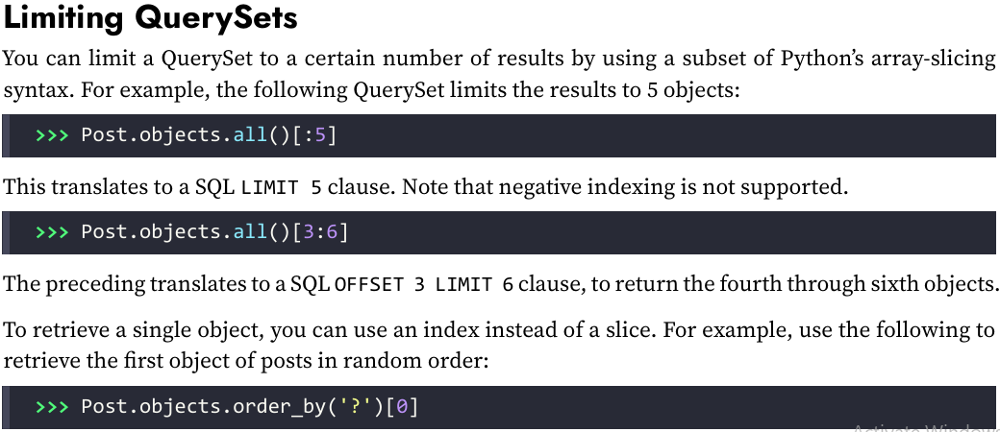 Limiting QuerySets
You can limit a QuerySet to a certain number of results by using a subset of Python’s array-slicing
syntax. For example, the following QuerySet limits the results to 5 objects:
>>> Post.objects.all()[:5]
This translates to a SQL LIMIT 5 clause. Note that negative indexing is not supported.
>>> Post.objects.all()[3:6]
The preceding translates to a SQL OFFSET 3 LIMIT 6 clause, to return the fourth through sixth objects.
To retrieve a single object, you can use an index instead of a slice. For example, use the following to
retrieve the first object of posts in random order:
>>> Post.objects.order_by('?')[0]
Activate Windows